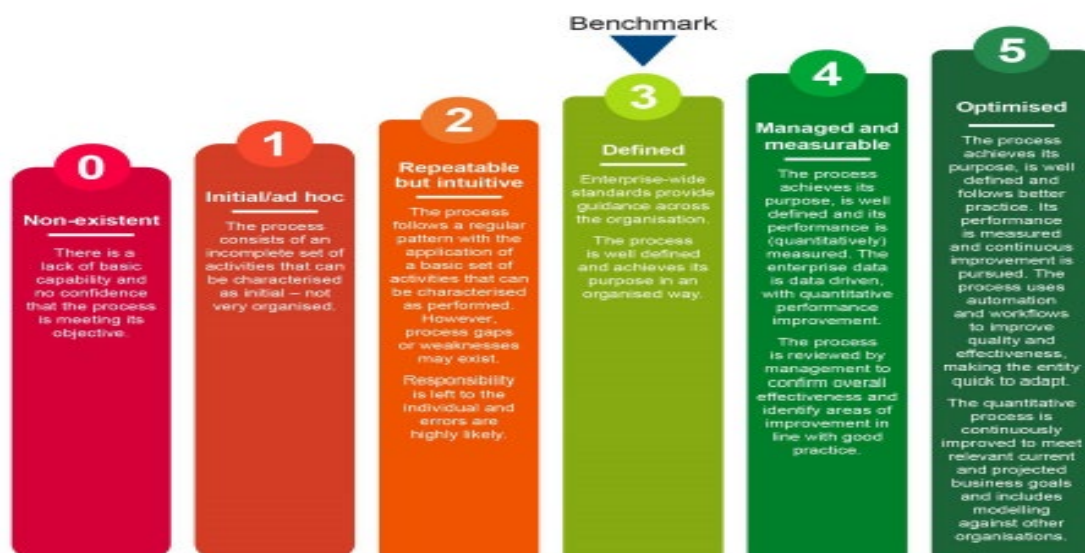 Benchmark
0
Non-existent
There is a
lack of basic
capability and
no confidence
that the process
is meeting its
objective.
1
Initial/ad hoc
The process
consists of an
incomplete set of
activities that can
be characterised
as initial – not
very organised.
2
Repeatable
but intuitive
The process
follows a regular
pattern with the
application of
a basic set of
activities that can
be characterised
as performed.
However,
process gaps
or weaknesses
may exist.
Responsibility
is left to the
individual and
errors are
highly likely.
3
Defined
Enterprise-wide
standards provide
guidance across
the organisation.
The process
is well defined
and achieves its
purpose in an
organised way.
4
Managed and
measurable
The process
achieves its
purpose, is well
defined and its
performance is
(quantitatively)
measured. The
enterprise data
is data driven,
with quantitative
performance
improvement.
The process
is reviewed by
management to
confirm overall
effectiveness and
identify areas of
improvement in
line with good
practice.
5
Optimised
The process
achieves its
purpose, is well
defined and
follows better
practice. Its
performance
is measured
and continuous
improvement is
pursued. The
process uses
automation
and workflows
to improve
quality and
effectiveness,
making the entity
quick to adapt.
The quantitative
process is
continuously
improved to meet
relevant current
and projected
business goals
and includes
modelling
against other
organisations.